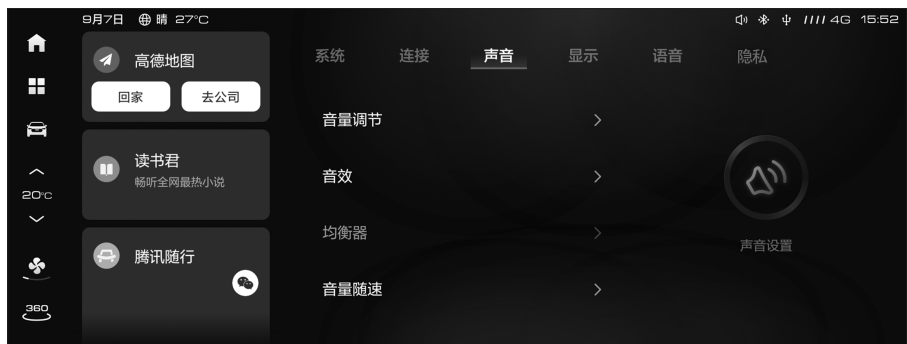 9月7日 晴 27°C
4G 15:52
高德地图
回家 去公司
读书君
畅听全网最热小说
腾讯随行
20°C
360
系统 连接 声音 显示 语音 隐私
音量调节
音效
均衡器
音量随速
声音设置